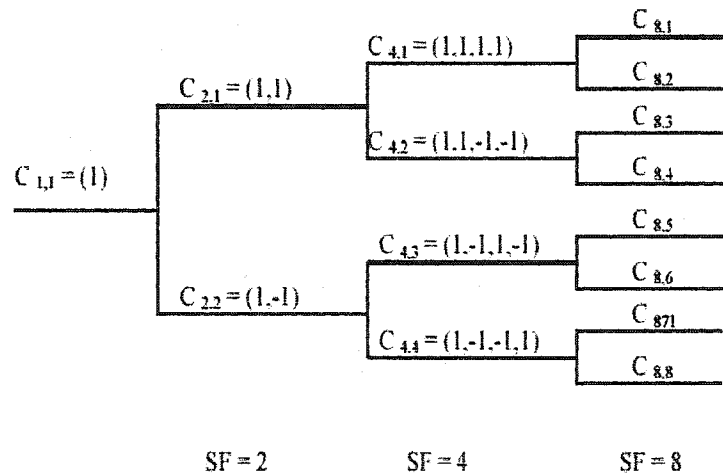 C 8,1
C 4,1 = (1,1,1,1)
C 8,2
C 2,1 = (1,1)
C 8,3
C 4,2 = (1,1,-1,-1)
C 8,4
C 1,1 = (1)
C 8,5
C 4,3 = (1,-1,1,-1)
C 8,6
C 2,2 = (1,-1)
C 871
C 4,4 = (1,-1,-1,1)
C 8,8
SF = 2 SF = 4 SF = 8